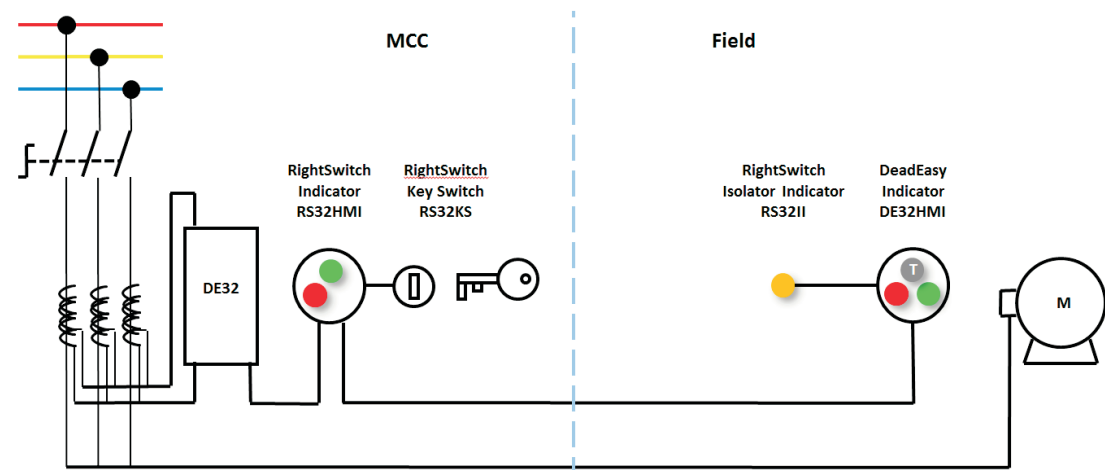 MCC
Field
RightSwitch
Indicator
RS32HMI
RightSwitch
Key Switch
RS32KS
RightSwitch
Isolator Indicator
RS32II
DeadEasy
Indicator
DE32HMI
DE32
T
M